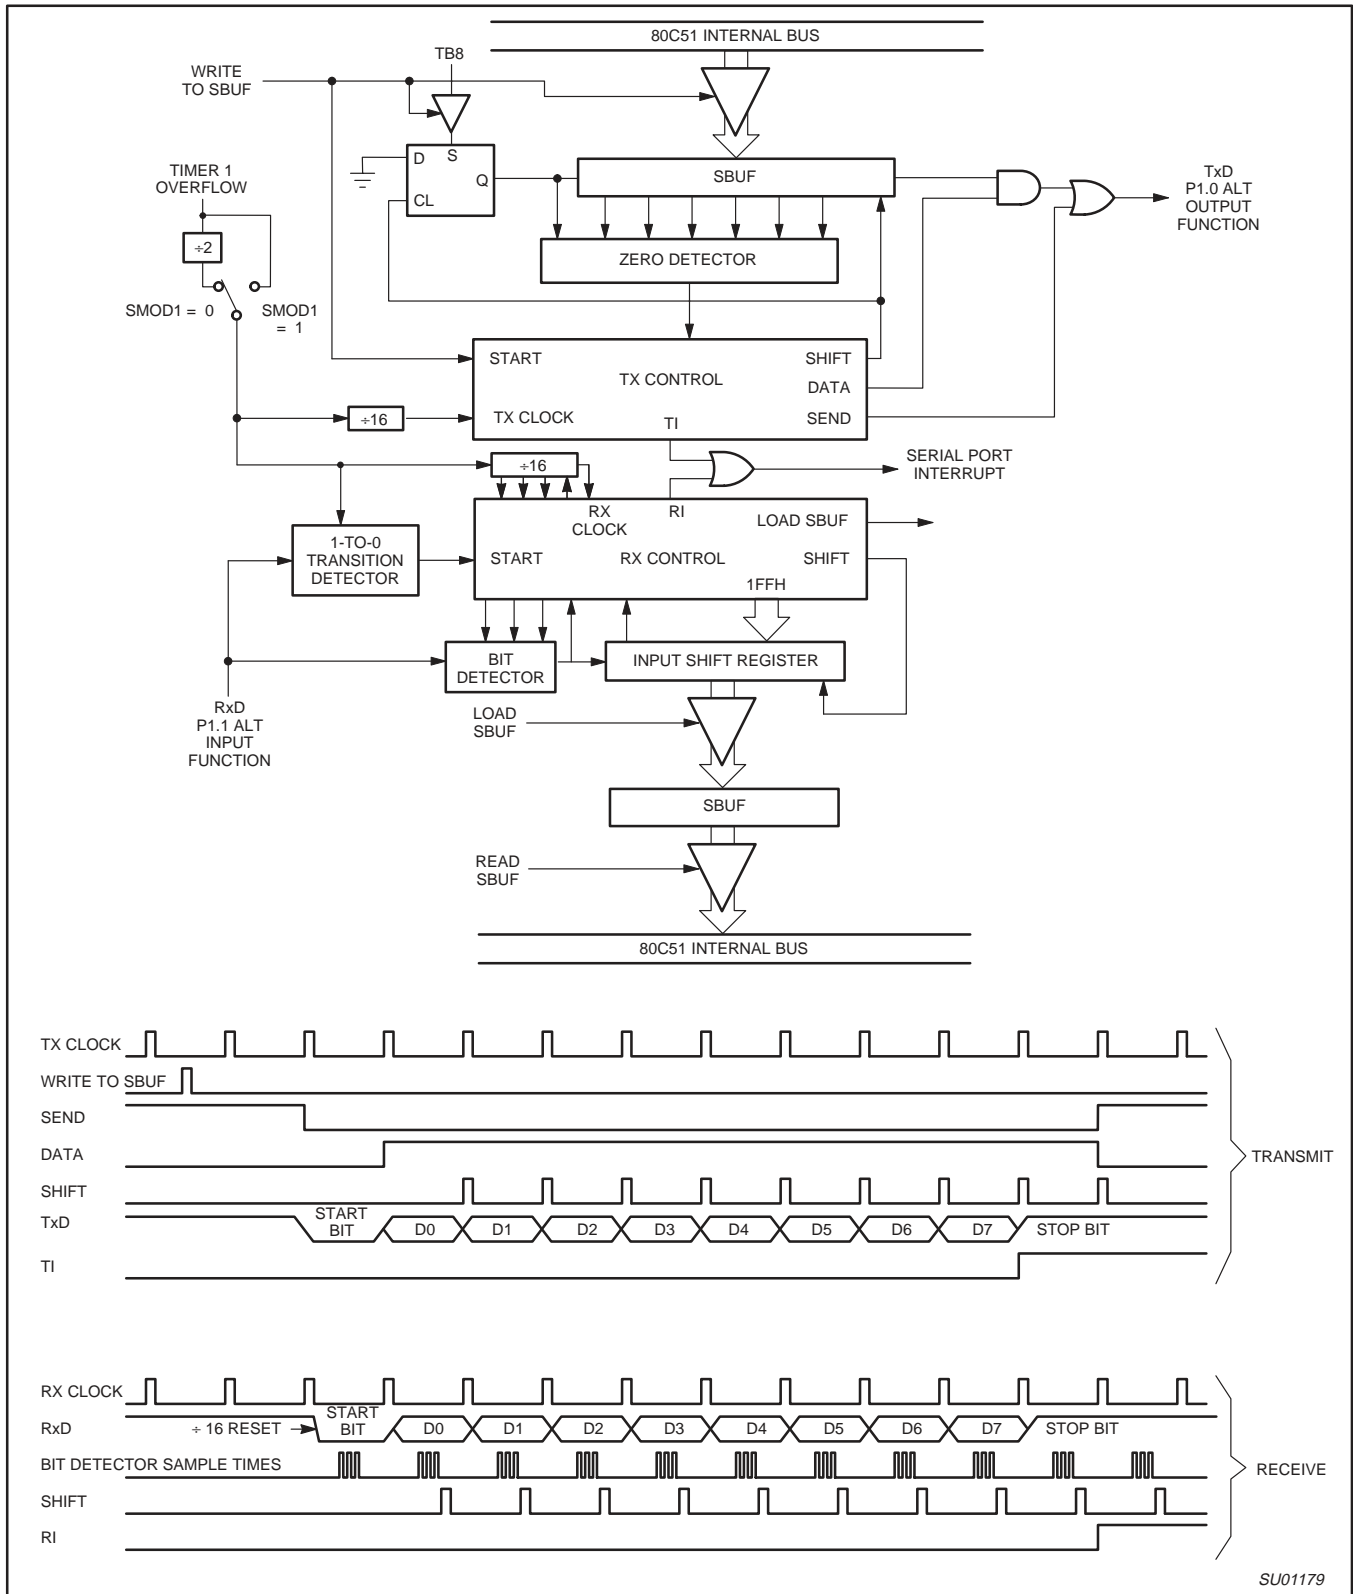 80C51 INTERNAL BUS
TB8
WRITE
TO SBUF
D
S
Q
CL
SBUF
TxD
P1.0 ALT
OUTPUT
FUNCTION
TIMER 1
OVERFLOW
÷2
ZERO DETECTOR
SMOD1 = 0
SMOD1
= 1
START
SHIFT
TX CONTROL
DATA
÷16
TX CLOCK
TI
SEND
SERIAL PORT
INTERRUPT
÷16
RX
CLOCK
RI
LOAD SBUF
1-TO-0
TRANSITION
DETECTOR
START
RX CONTROL
SHIFT
1FFH
BIT
DETECTOR
INPUT SHIFT REGISTER
RxD
P1.1 ALT
INPUT
FUNCTION
LOAD
SBUF
SBUF
READ
SBUF
80C51 INTERNAL BUS
TX CLOCK
WRITE TO SBUF
SEND
DATA
TRANSMIT
SHIFT
TxD
START
BIT
D0
D1
D2
D3
D4
D5
D6
D7
STOP BIT
TI
RX CLOCK
RxD
÷ 16 RESET
START
BIT
D0
D1
D2
D3
D4
D5
D6
D7
STOP BIT
BIT DETECTOR SAMPLE TIMES
RECEIVE
SHIFT
RI
SU01179